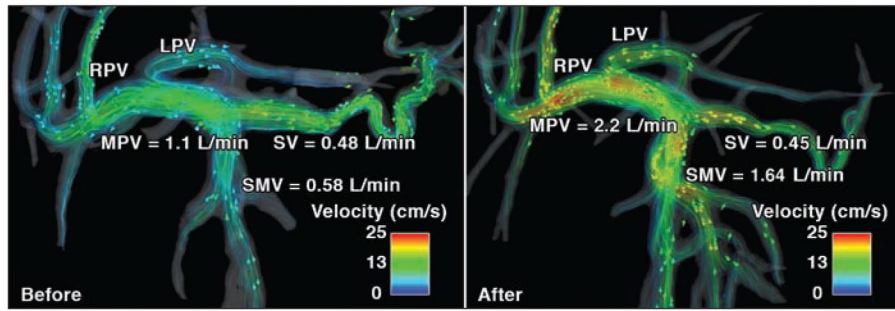 LPV
RPV
MPV = 1.1 L/min
SV = 0.48 L/min
SMV = 0.58 L/min
Velocity (cm/s)
25
13
0
Before
LPV
RPV
MPV = 2.2 L/min
SV = 0.45 L/min
SMV = 1.64 L/min
Velocity (cm/s)
25
13
0
After